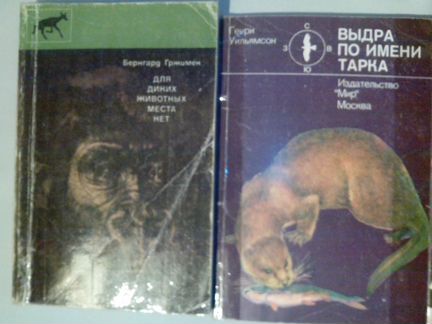 Бернгард Гржимек
ДЛЯ
ДИКИХ
ЖИВОТНЫХ
МЕСТА
НЕТ
Генри
Уильямсон
С
З
В
Ю
ВЫДРА
ПО ИМЕНИ
ТАРКА
Издательство
"Мир"
Москва